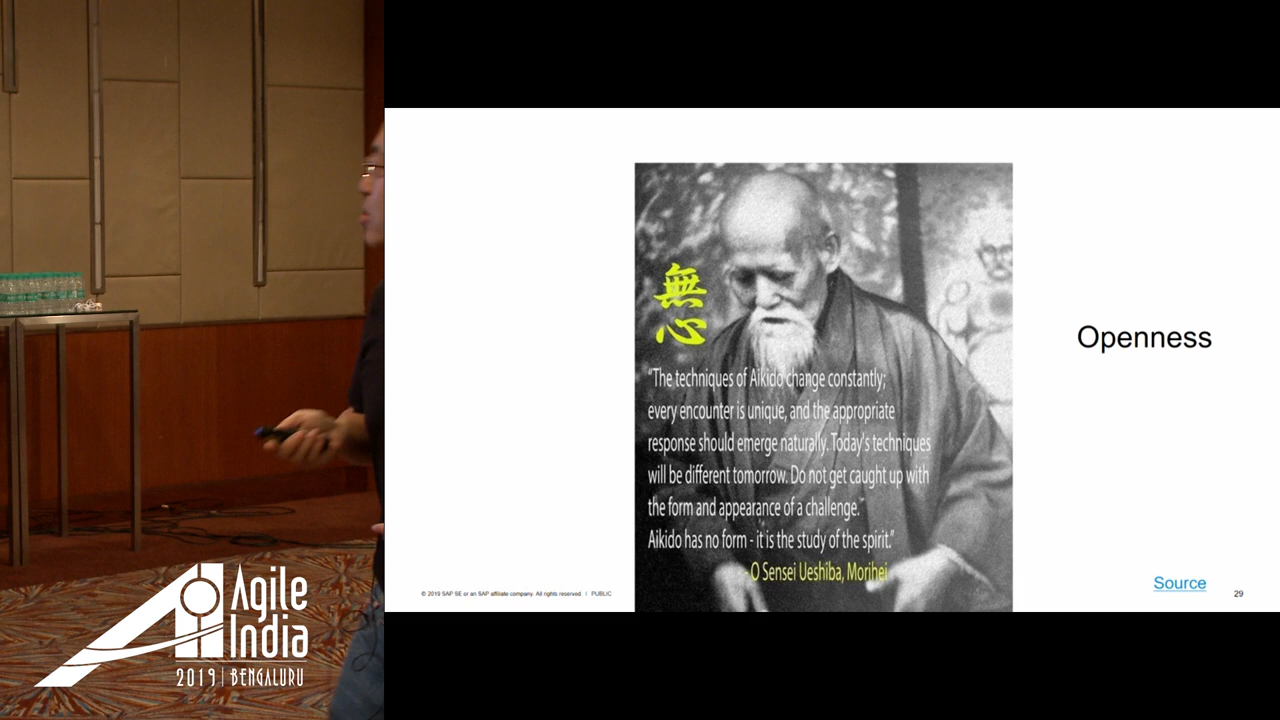 無
心
"The techniques of Aikido change constantly;
every encounter is unique, and the appropriate
response should emerge naturally. Today's techniques
will be different tomorrow. Do not get caught up with
the form and appearance of a challenge.
Aikido has no form - it is the study of the spirit."
- O Sensei Ueshiba, Morihei
Openness
Source
© 2019 SAP SE or an SAP affiliate company. All rights reserved. | PUBLIC
29
Agile
India
2019 | BENGALURU